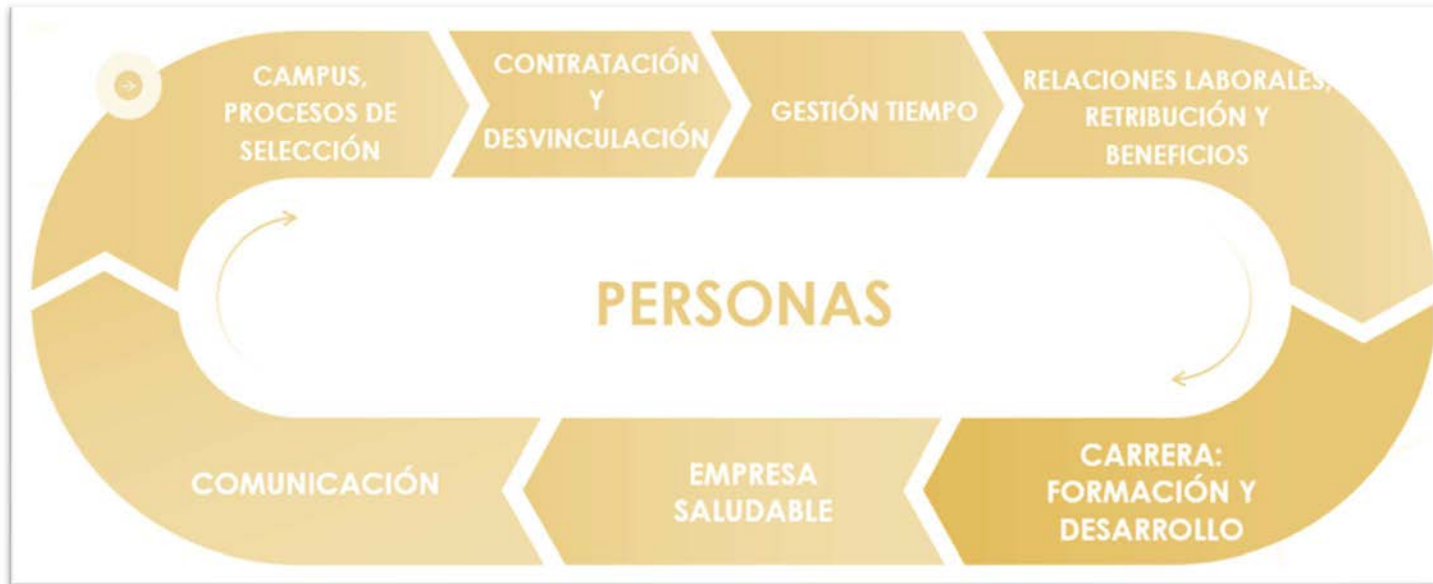 CAMPUS,
PROCESOS DE
SELECCIÓN
CONTRATACIÓN
Y
DESVINCULACIÓN
GESTIÓN TIEMPO
RELACIONES LABORALES,
RETRIBUCIÓN Y
BENEFICIOS
PERSONAS
CARRERA:
FORMACIÓN Y
DESARROLLO
EMPRESA
SALUDABLE
COMUNICACIÓN